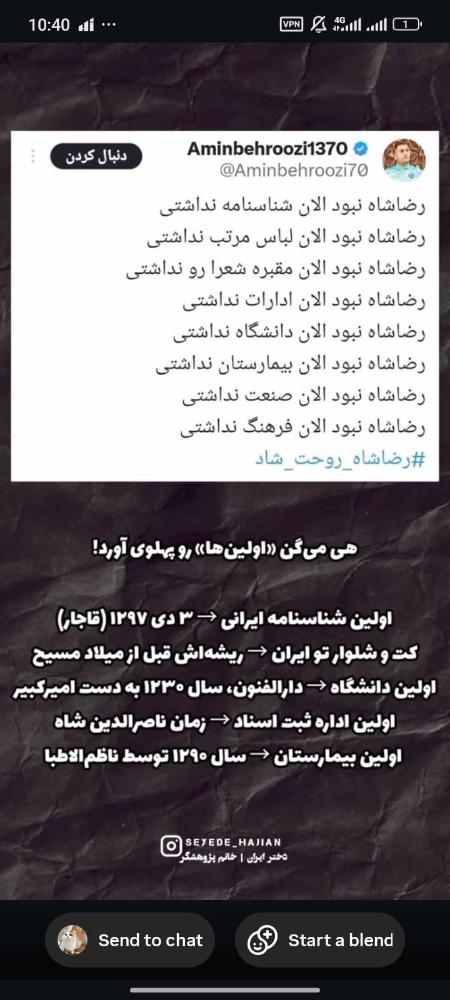 10:40
VPN 4G 1
Aminbehroozi1370
دنبال کردن
@Aminbehroozi70
رضاشاه نبود الان شناسنامه نداشتی
رضاشاه نبود الان لباس مرتب نداشتی
رضاشاه نبود الان مقبره شعرا رو نداشتی
رضاشاه نبود الان ادارات نداشتی
رضاشاه نبود الان دانشگاه نداشتی
رضاشاه نبود الان بیمارستان نداشتی
رضاشاه نبود الان صنعت نداشتی
رضاشاه نبود الان فرهنگ نداشتی
#رضاشاه_روحت_شاد
هی می‌گن «اولین‌ها» رو پهلوی آورد!
اولین شناسنامه ایرانی → ۳ دی ۱۲۹۷ (قاجار)
کت و شلوار تو ایران → ریشه‌اش قبل از میلاد مسیح
اولین دانشگاه → دارالفنون، سال ۱۲۳۰ به دست امیرکبیر
اولین اداره ثبت اسناد → زمان ناصرالدین شاه
اولین بیمارستان → سال ۱۲۹۰ توسط ناظم‌الاطبا
SEYEDE_HAJIAN
دختر ایران | خانم پژوهشگر
Send to chat
Start a blend